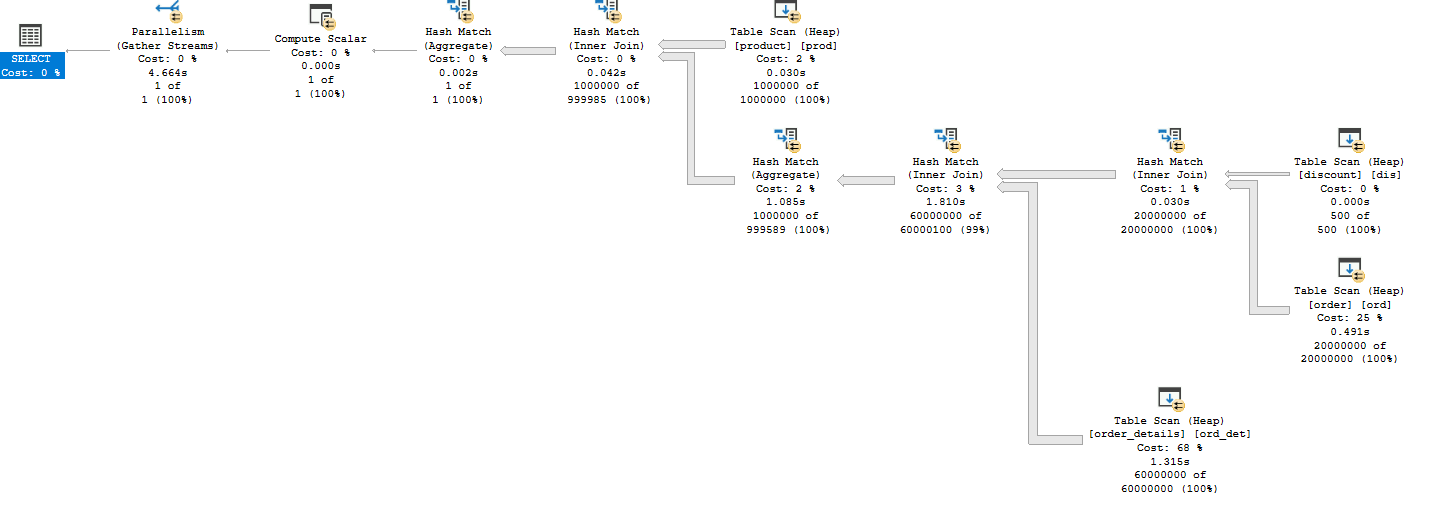 SELECT
Cost: 0 %
Parallelism
(Gather Streams)
Cost: 0 %
4.664s
1 of
1 (100%)
Compute Scalar
Cost: 0 %
0.000s
1 of
1 (100%)
Hash Match
(Aggregate)
Cost: 0 %
0.002s
1 of
1 (100%)
Hash Match
(Inner Join)
Cost: 0 %
0.042s
1000000 of
999985 (100%)
Table Scan (Heap)
[product] [prod]
Cost: 2 %
0.030s
1000000 of
1000000 (100%)
Hash Match
(Aggregate)
Cost: 2 %
1.085s
1000000 of
999589 (100%)
Hash Match
(Inner Join)
Cost: 3 %
1.810s
60000000 of
60000100 (99%)
Hash Match
(Inner Join)
Cost: 1 %
0.030s
20000000 of
20000000 (100%)
Table Scan (Heap)
[discount] [dis]
Cost: 0 %
0.000s
500 of
500 (100%)
Table Scan (Heap)
[order] [ord]
Cost: 25 %
0.491s
20000000 of
20000000 (100%)
Table Scan (Heap)
[order_details] [ord_det]
Cost: 68 %
1.315s
60000000 of
60000000 (100%)